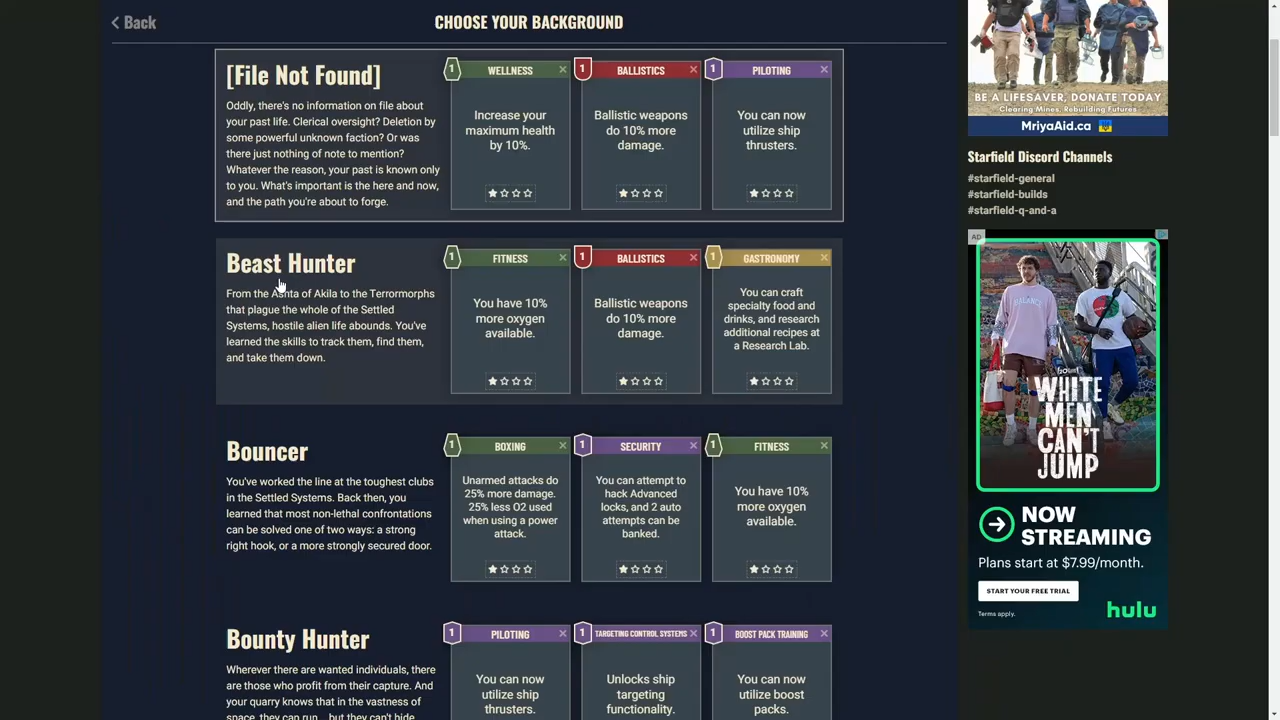 Back
CHOOSE YOUR BACKGROUND
[File Not Found]
Oddly, there's no information on file about
your past life. Clerical oversight? Deletion by
some powerful unknown faction? Or was
there just nothing of note to mention?
Whatever the reason, your past is known only
to you. What's important is the here and now,
and the path you're about to forge.
1 WELLNESS
Increase your
maximum health
by 10%.
1 BALLISTICS
Ballistic weapons
do 10% more
damage.
1 PILOTING
You can now
utilize ship
thrusters.
Beast Hunter
From the Ashta of Akila to the Terrormorphs
that plague the whole of the Settled
Systems, hostile alien life abounds. You've
learned the skills to track them, find them,
and take them down.
1 FITNESS
You have 10%
more oxygen
available.
1 BALLISTICS
Ballistic weapons
do 10% more
damage.
1 GASTRONOMY
You can craft
specialty food and
drinks, and research
additional recipes at
a Research Lab.
Bouncer
You've worked the line at the toughest clubs
in the Settled Systems. Back then, you
learned that most non-lethal confrontations
can be solved one of two ways: a strong
right hook, or a more strongly secured door.
1 BOXING
Unarmed attacks do
25% more damage.
25% less O2 used
when using a power
attack.
1 SECURITY
You can attempt to
hack Advanced
locks, and 2 auto
attempts can be
banked.
1 FITNESS
You have 10%
more oxygen
available.
Bounty Hunter
Wherever there are wanted individuals, there
are those who profit from their capture. And
your quarry knows that in the vastness of
space, they can run... but they can't hide
1 PILOTING
You can now
utilize ship
thrusters.
1 TARGETING CONTROL SYSTEMS
Unlocks ship
targeting
functionality.
1 BOOST PACK TRAINING
You can now
utilize boost
packs.
BE A LIFESAVER, DONATE TODAY
Clearing Mines. Rebuilding Futures.
MriyaAid.ca
Starfield Discord Channels
#starfield-general
#starfield-builds
#starfield-q-and-a
AD
BALANCE
WHITE
MEN
CAN'T
JUMP
NOW
STREAMING
Plans start at $7.99/month.
START YOUR FREE TRIAL
Terms apply.
hulu